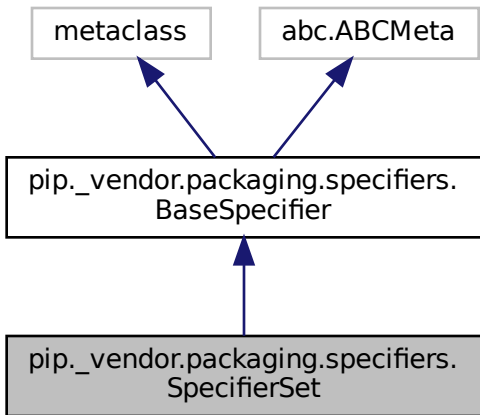 metaclass
abc.ABCMeta
pip._vendor.packaging.specifiers.
BaseSpecifier
pip._vendor.packaging.specifiers.
SpecifierSet